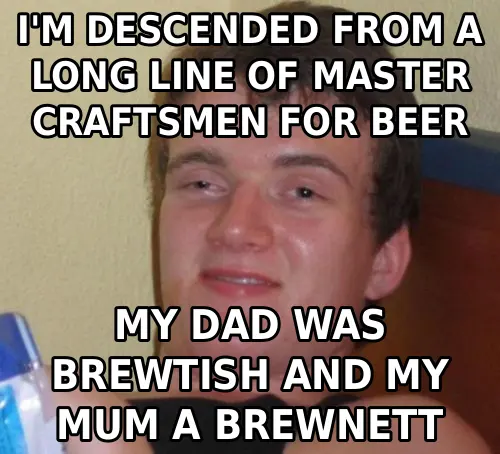 I'M DESCENDED FROM A
LONG LINE OF MASTER
CRAFTSMEN FOR BEER
MY DAD WAS
BREWTISH AND MY
MUM A BREWNETT